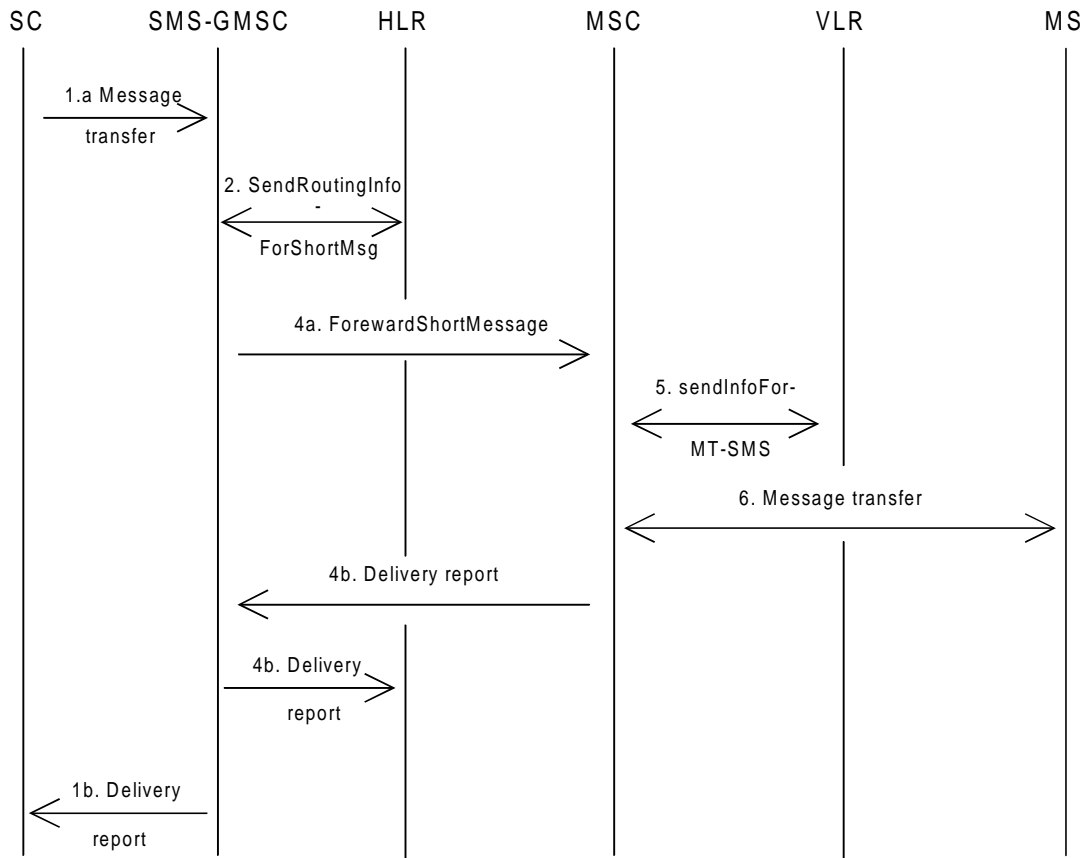 SC SMS-GMSC HLR MSC VLR MS
1.a Message
transfer
2. SendRoutingInfo
-
ForShortMsg
4a. ForewardShortMessage
5. sendInfoFor-
MT-SMS
6. Message transfer
4b. Delivery report
4b. Delivery
report
1b. Delivery
report